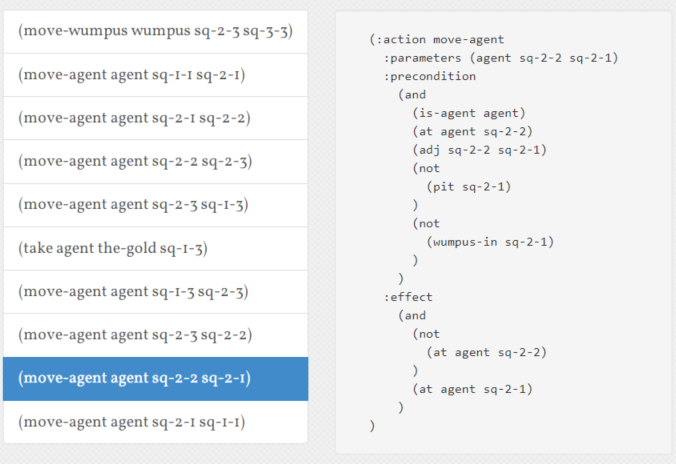 (move-wumpus wumpus sq-2-3 sq-3-3)
(move-agent agent sq-1-1 sq-2-1)
(move-agent agent sq-2-1 sq-2-2)
(move-agent agent sq-2-2 sq-2-3)
(move-agent agent sq-2-3 sq-1-3)
(take agent the-gold sq-1-3)
(move-agent agent sq-1-3 sq-2-3)
(move-agent agent sq-2-3 sq-2-2)
(move-agent agent sq-2-2 sq-2-1)
(move-agent agent sq-2-1 sq-1-1)
(:action move-agent
  :parameters (agent sq-2-2 sq-2-1)
  :precondition
    (and
      (is-agent agent)
      (at agent sq-2-2)
      (adj sq-2-2 sq-2-1)
      (not
        (pit sq-2-1)
      )
      (not
        (wumpus-in sq-2-1)
      )
    )
  :effect
    (and
      (not
        (at agent sq-2-2)
      )
      (at agent sq-2-1)
    )
)